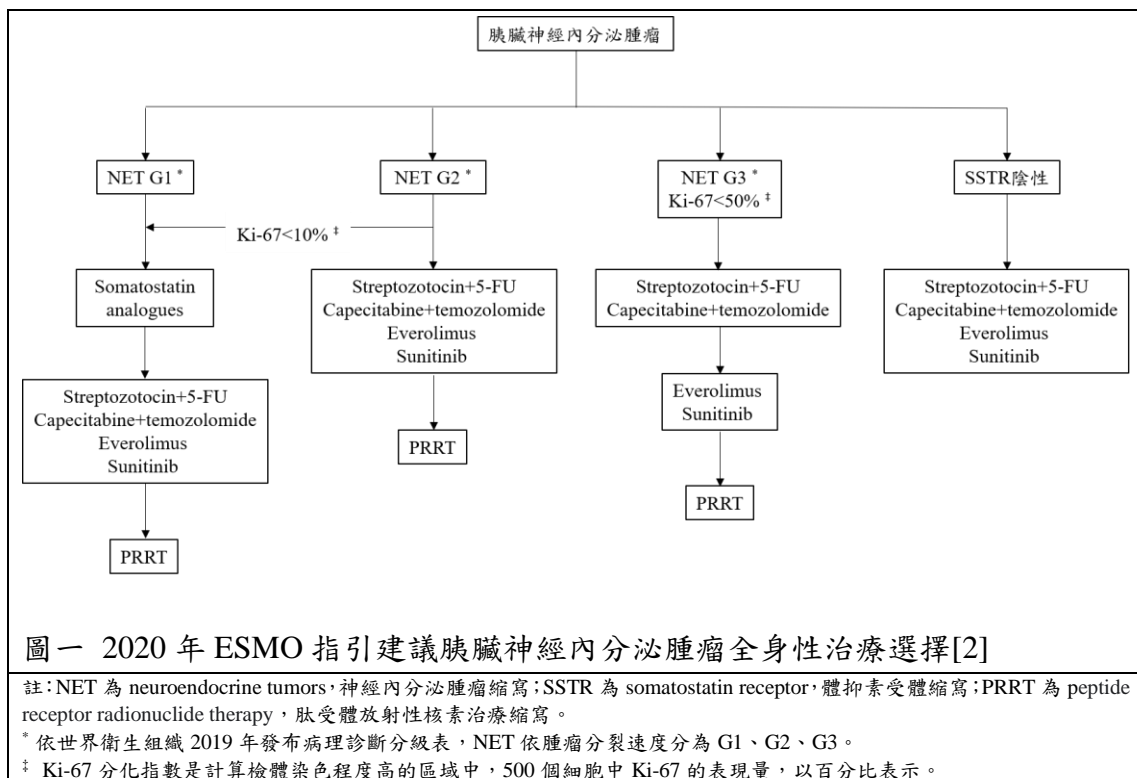 胰臟神經內分泌腫瘤
NET G1 *
NET G2 *
NET G3 *
Ki-67<50% ‡
SSTR陰性
Ki-67<10% ‡
Somatostatin
analogues
Streptozotocin+5-FU
Capecitabine+temozolomide
Everolimus
Sunitinib
Streptozotocin+5-FU
Capecitabine+temozolomide
Streptozotocin+5-FU
Capecitabine+temozolomide
Everolimus
Sunitinib
Streptozotocin+5-FU
Capecitabine+temozolomide
Everolimus
Sunitinib
Everolimus
Sunitinib
PRRT
PRRT
PRRT
圖一 2020 年 ESMO 指引建議胰臟神經內分泌腫瘤全身性治療選擇[2]
註：NET 為 neuroendocrine tumors，神經內分泌腫瘤縮寫；SSTR 為 somatostatin receptor，體抑素受體縮寫；PRRT 為 peptide
receptor radionuclide therapy，肽受體放射性核素治療縮寫。
* 依世界衛生組織 2019 年發布病理診斷分級表，NET 依腫瘤分裂速度分為 G1、G2、G3。
‡ Ki-67 分化指數是計算檢體染色程度高的區域中，500 個細胞中 Ki-67 的表現量，以百分比表示。